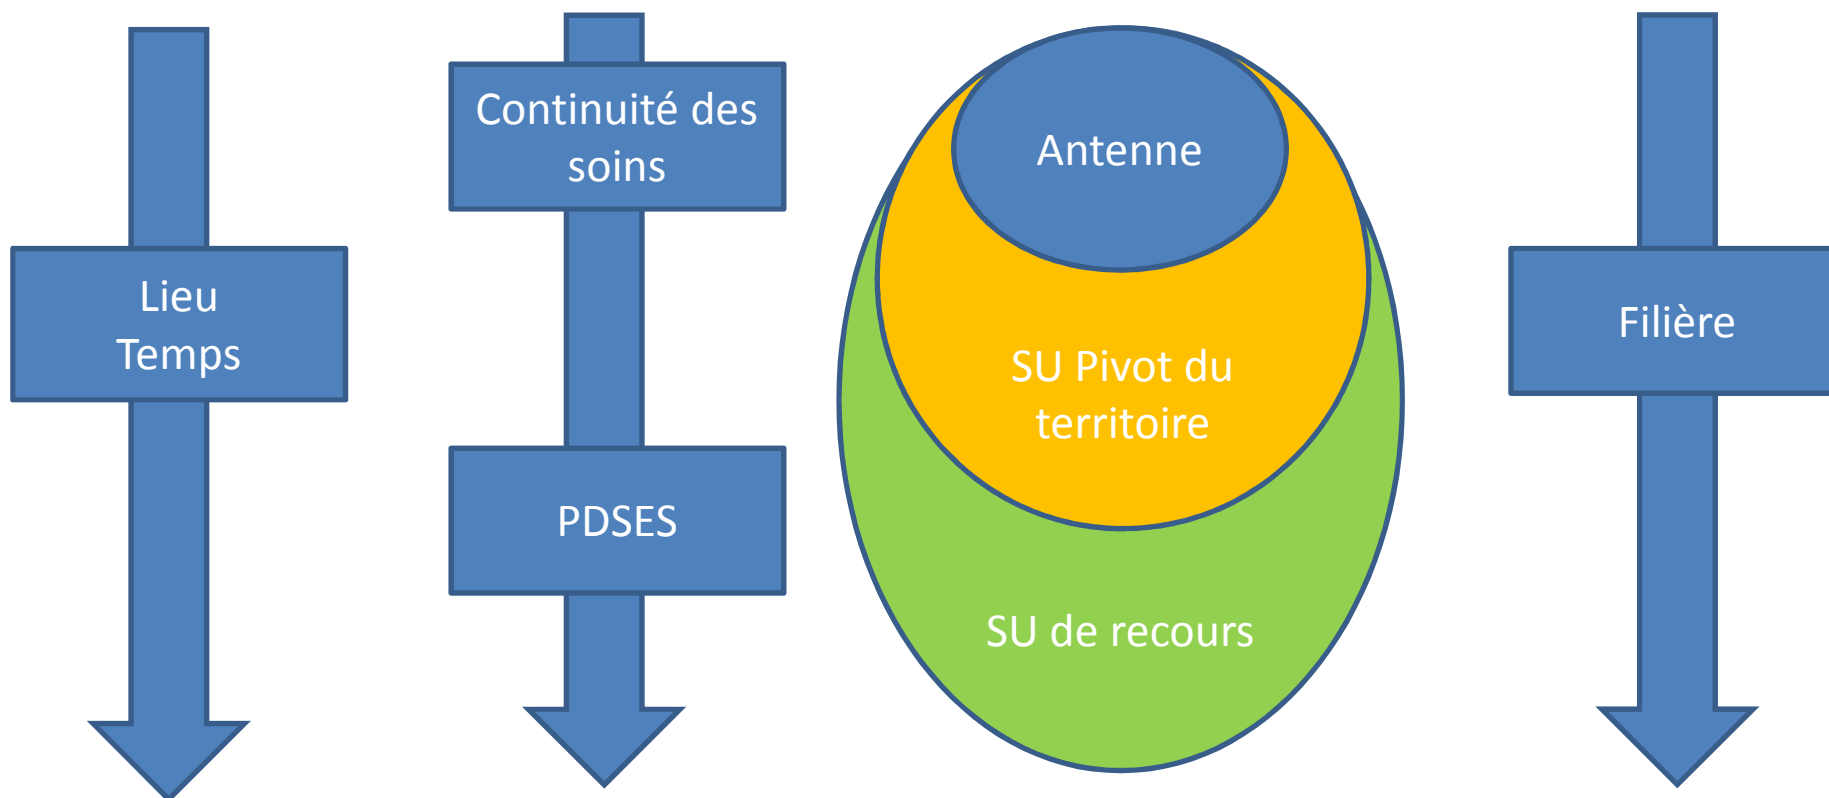 Lieu
Temps
Continuité des
soins
PDSES
Antenne
SU Pivot du
territoire
SU de recours
Filière